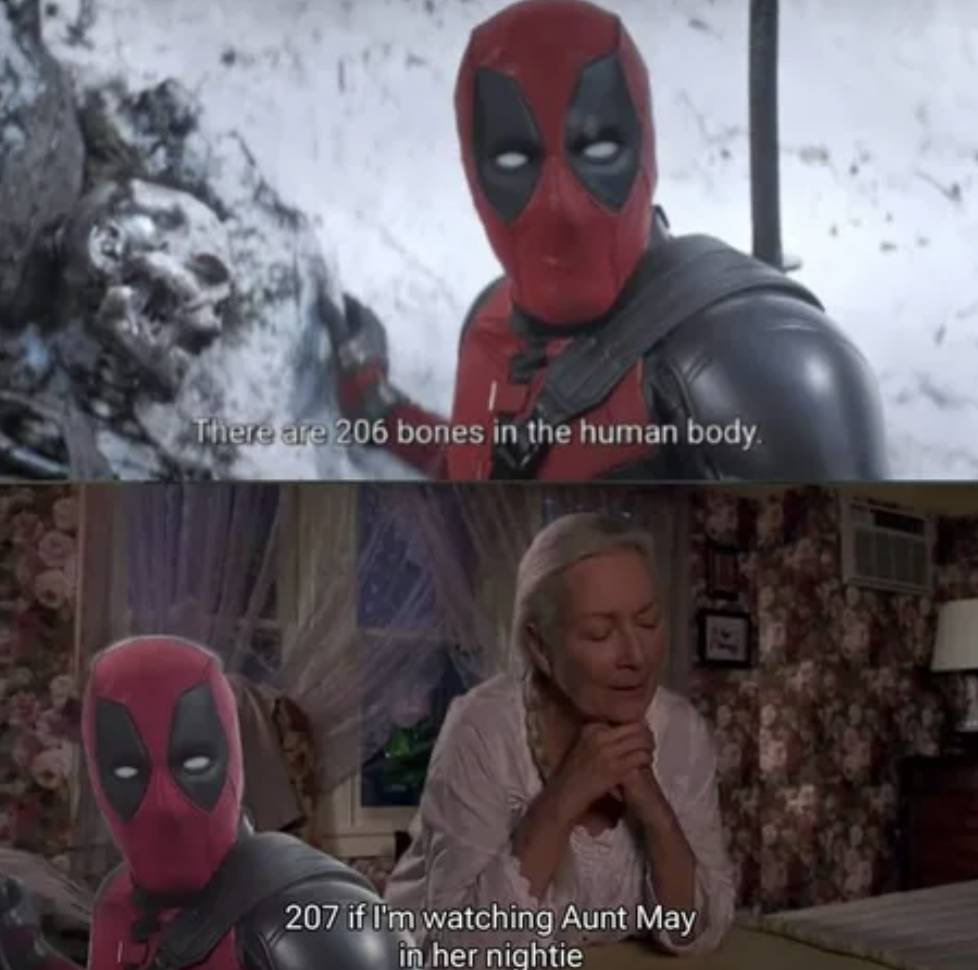 There are 206 bones in the human body.
207 if I'm watching Aunt May
in her nightie